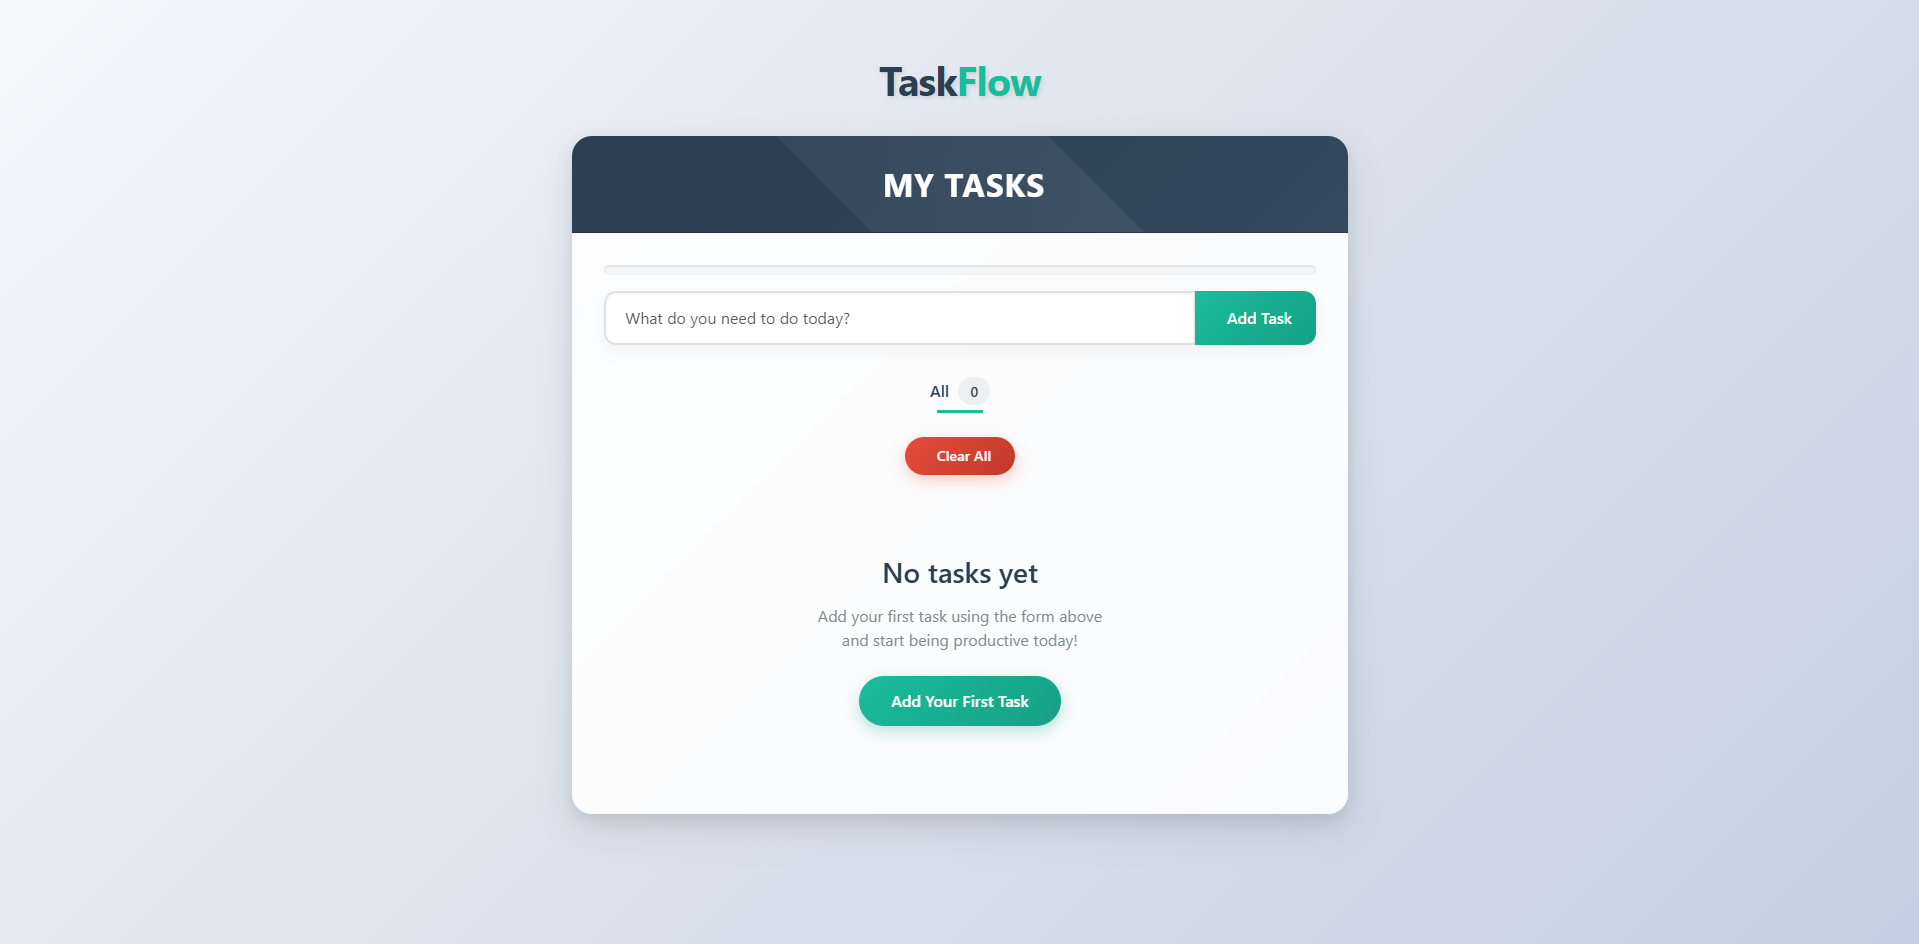 TaskFlow
MY TASKS
What do you need to do today?
Add Task
All 0
Clear All
No tasks yet
Add your first task using the form above
and start being productive today!
Add Your First Task